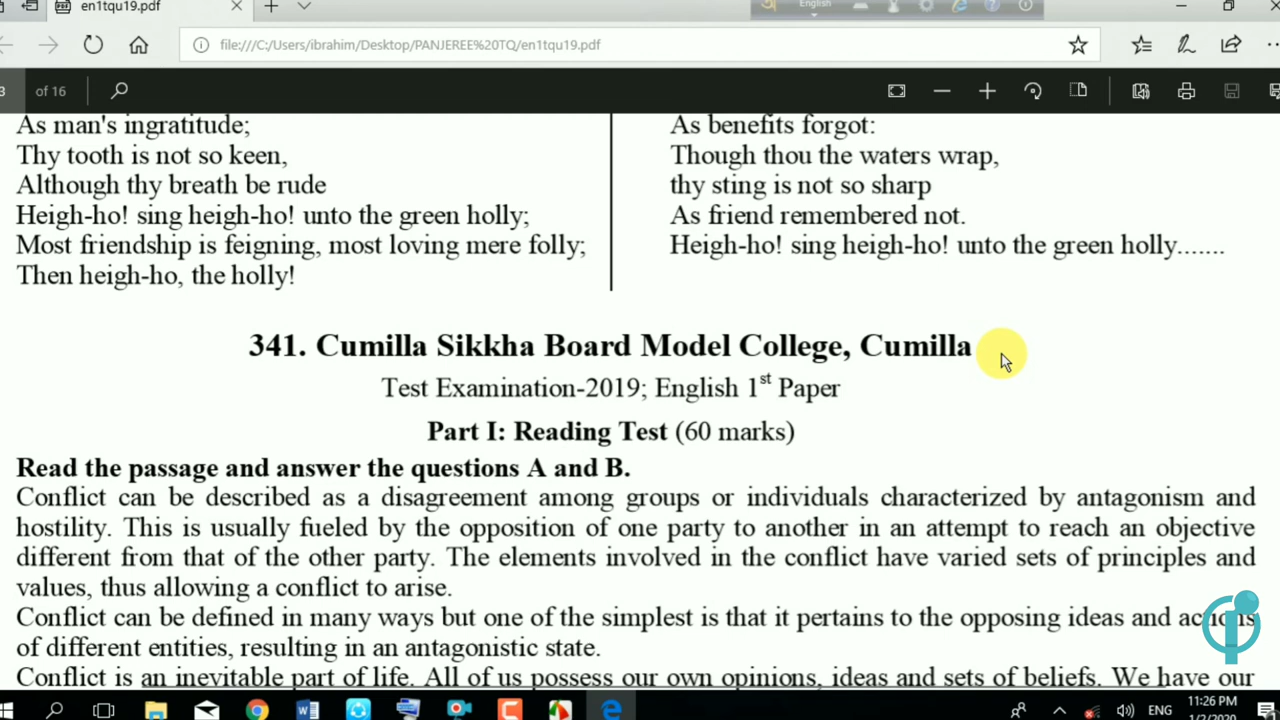 en1tqu19.pdf
English
file:///C:/Users/ibrahim/Desktop/PANJEREE%20TQ/en1tqu19.pdf
3 of 16
As man's ingratitude;
Thy tooth is not so keen,
Although thy breath be rude
Heigh-ho! sing heigh-ho! unto the green holly;
Most friendship is feigning, most loving mere folly;
Then heigh-ho, the holly!
As benefits forgot:
Though thou the waters wrap,
thy sting is not so sharp
As friend remembered not.
Heigh-ho! sing heigh-ho! unto the green holly.......
341. Cumilla Sikkha Board Model College, Cumilla
Test Examination-2019; English 1st Paper
Part I: Reading Test (60 marks)
Read the passage and answer the questions A and B.
Conflict can be described as a disagreement among groups or individuals characterized by antagonism and
hostility. This is usually fueled by the opposition of one party to another in an attempt to reach an objective
different from that of the other party. The elements involved in the conflict have varied sets of principles and
values, thus allowing a conflict to arise.
Conflict can be defined in many ways but one of the simplest is that it pertains to the opposing ideas and actions
of different entities, resulting in an antagonistic state.
Conflict is an inevitable part of life. All of us possess our own opinions, ideas and sets of beliefs. We have our
ENG
11:26 PM
1/2/2020